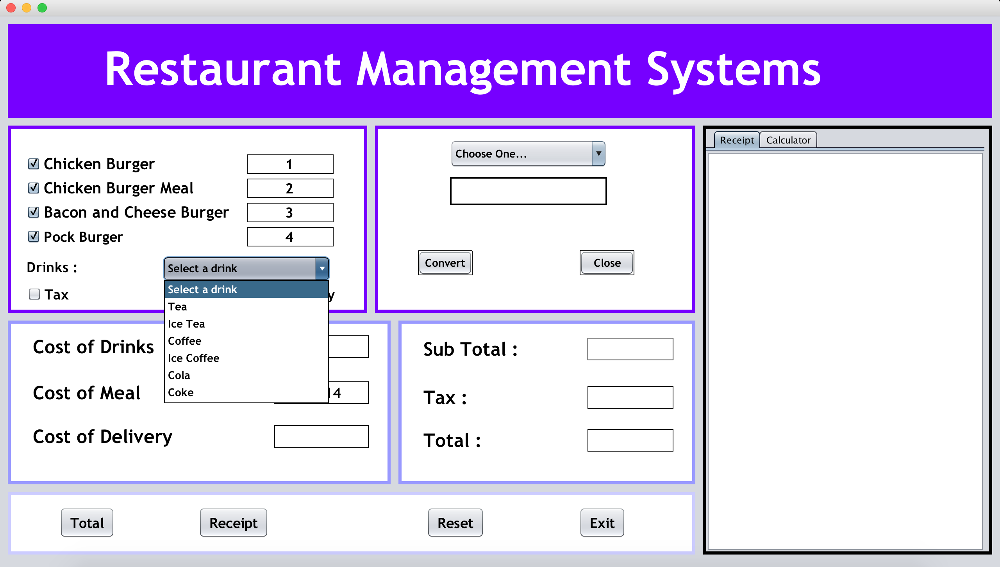 Restaurant Management Systems
Chicken Burger 1
Chicken Burger Meal 2
Bacon and Cheese Burger 3
Pock Burger 4
Drinks : Select a drink
Tax
Select a drink
Tea
Ice Tea
Coffee
Ice Coffee
Cola
Coke
Choose One...
Convert Close
Receipt Calculator
Cost of Drinks
Cost of Meal
Cost of Delivery
Sub Total :
Tax :
Total :
Total Receipt Reset Exit